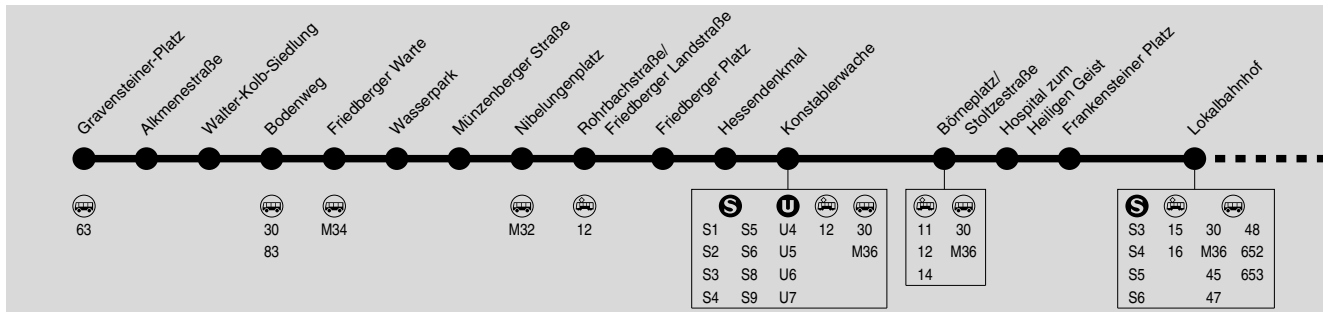 Gravensteiner-Platz
Alkmenestraße
Walter-Kolb-Siedlung
Bodenweg
Friedberger Warte
Wasserpark
Münzenberger Straße
Nibelungenplatz
Rohrbachstraße/
Friedberger Landstraße
Friedberger Platz
Hessendenkmal
Konstablerwache
Börneplatz/
Stoltzestraße
Hospital zum
Heiligen Geist
Frankensteiner Platz
Lokalbahnhof
63
30
83
M34
M32
12
S U
S1 S5 U4 12 30
S2 S6 U5 M36
S3 S8 U6
S4 S9 U7
11 30
12 M36
14
S
S3 15 30 48
S4 16 M36 652
S5 45 653
S6 47